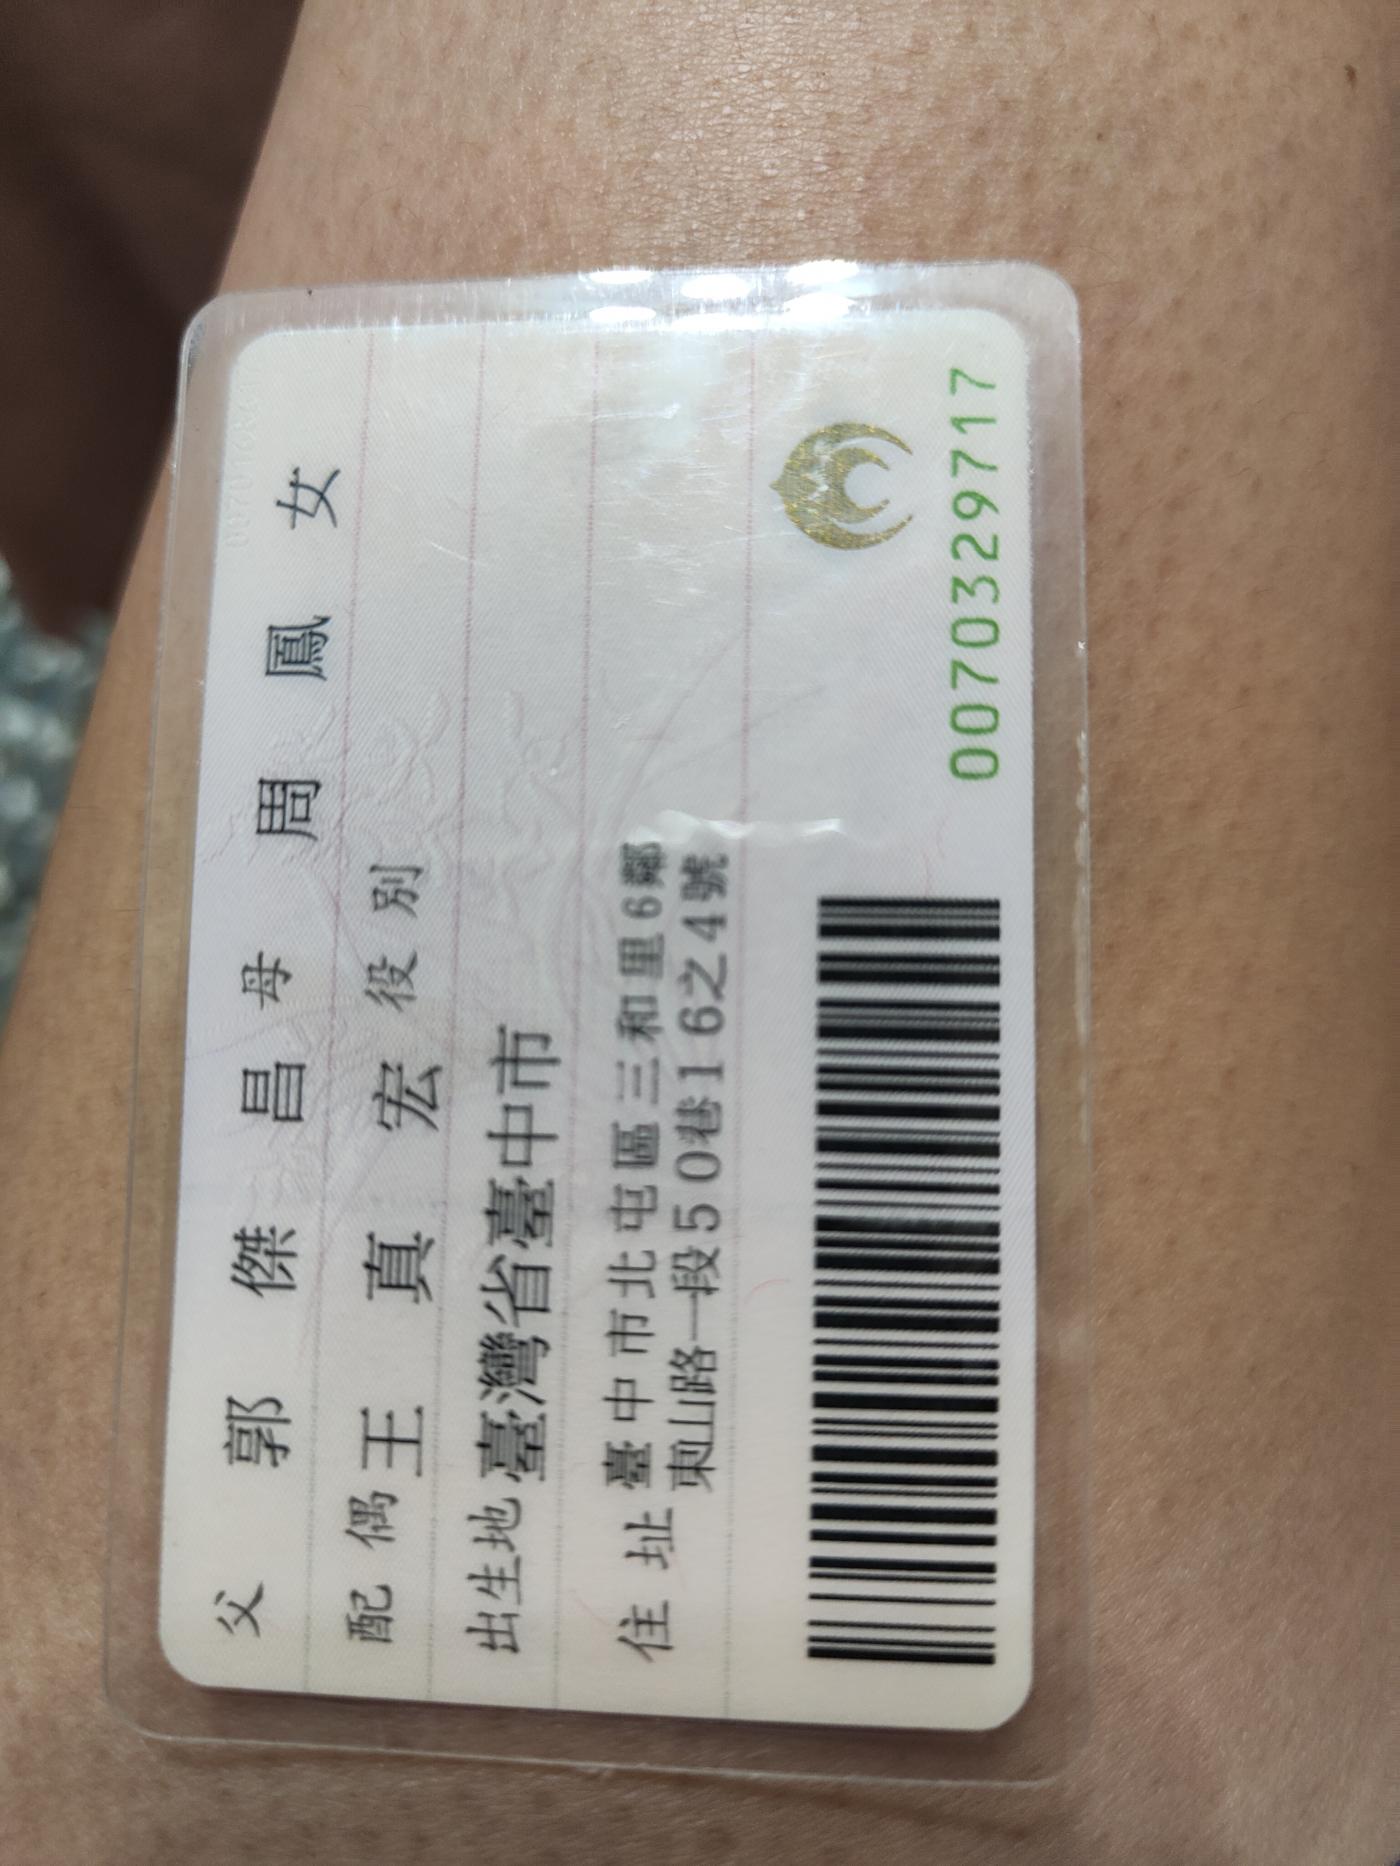 父 郭 傑 昌 母 周 鳳 女
配偶 王 真 宏 役別
出生地 臺灣省臺中市
住址 臺中市北屯區三和里6鄰
東山路一段50巷16之4號
0070329717